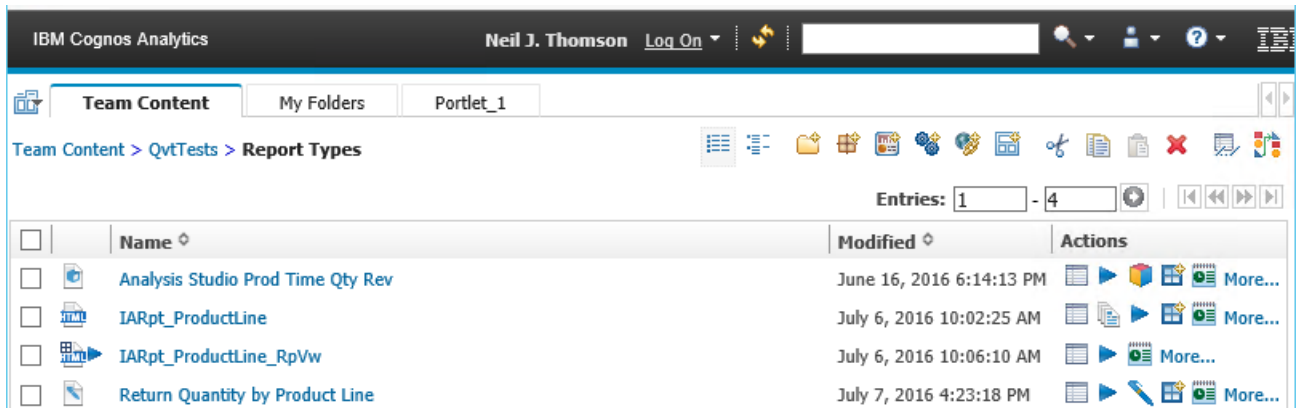 IBM Cognos Analytics Neil J. Thomson Log On
Team Content My Folders Portlet_1
Team Content > QvtTests > Report Types
Entries: 1 - 4
Name Modified Actions
Analysis Studio Prod Time Qty Rev June 16, 2016 6:14:13 PM More...
IARpt_ProductLine July 6, 2016 10:02:25 AM More...
IARpt_ProductLine_RpVw July 6, 2016 10:06:10 AM More...
Return Quantity by Product Line July 7, 2016 4:23:18 PM More...